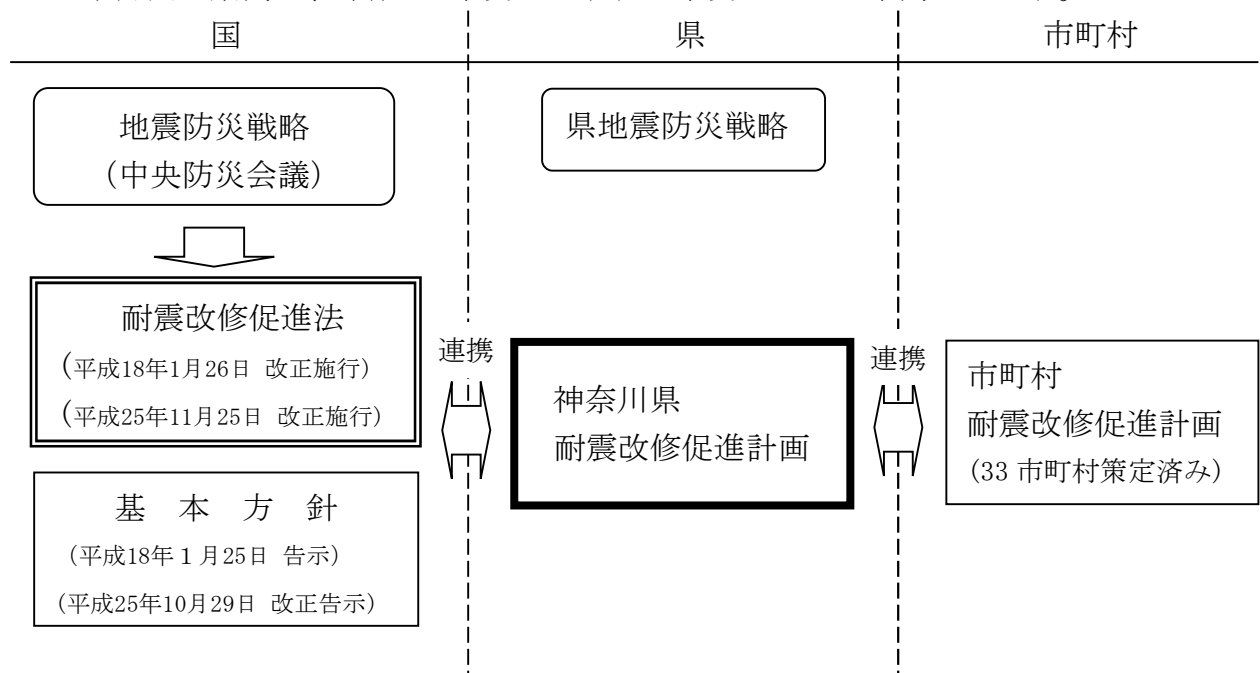 国
県
市町村
地震防災戦略
(中央防災会議)
県地震防災戦略
耐震改修促進法
(平成18年1月26日 改正施行)
(平成25年11月25日 改正施行)
連携
神奈川県
耐震改修促進計画
連携
市町村
耐震改修促進計画
(33 市町村策定済み)
基 本 方 針
(平成18年１月25日 告示)
(平成25年10月29日 改正告示)